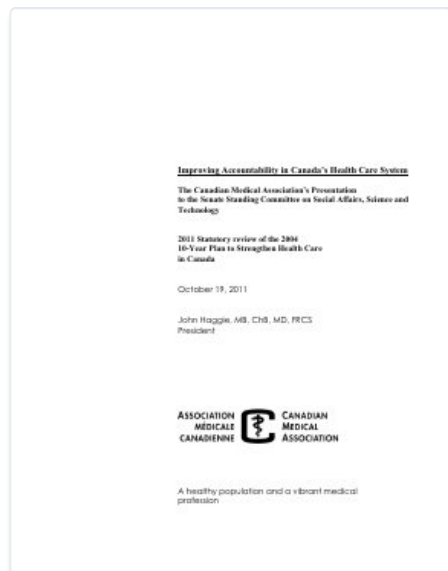 Improving Accountability in Canada's Health Care System
The Canadian Medical Association's Presentation
to the Senate Standing Committee on Social Affairs, Science and
Technology
2011 Statutory review of the 2004
10-Year Plan to Strengthen Health Care
in Canada
October 19, 2011
John Haggie, MB, ChB, MD, FRCS
President
ASSOCIATION
MÉDICALE
CANADIENNE
CANADIAN
MEDICAL
ASSOCIATION
A healthy population and a vibrant medical
profession